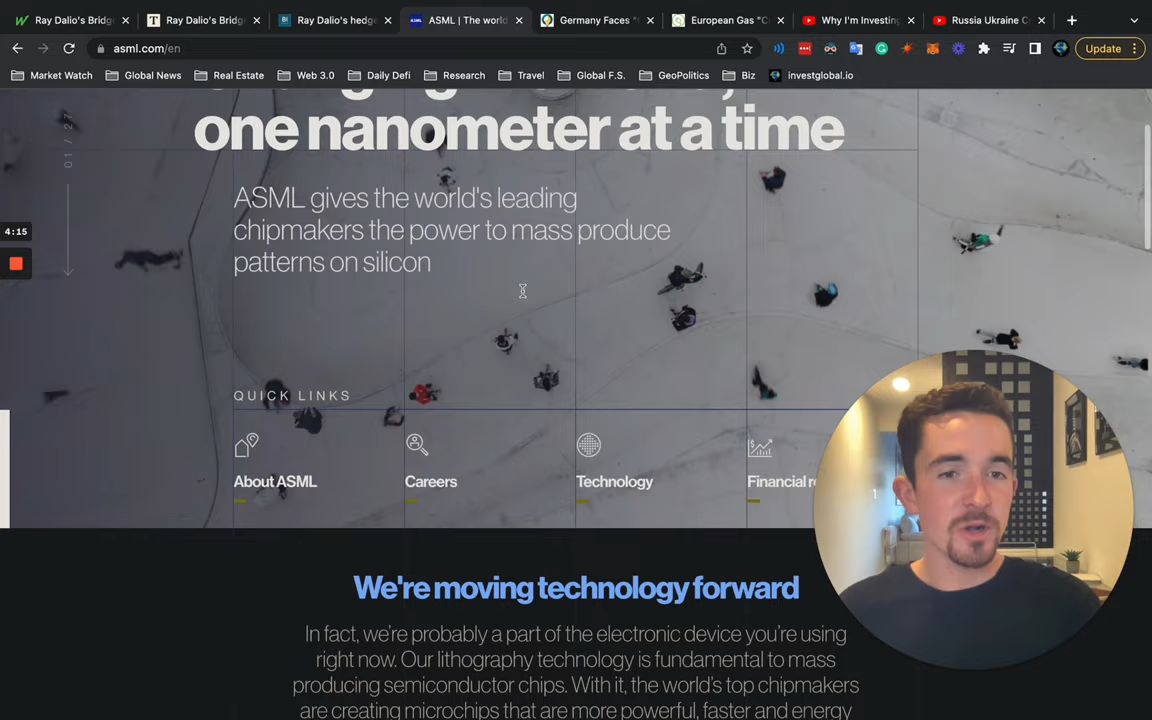 Ray Dalio's Bridg
Ray Dalio's Bridge
Ray Dalio's hedge
ASML | The world
Germany Faces "
European Gas "C
Why I'm Investing
Russia Ukraine C
asml.com/en
Update
Market Watch
Global News
Real Estate
Web 3.0
Daily Defi
Research
Travel
Global F.S.
GeoPolitics
Biz
investglobal.io
one nanometer at a time
01 / 27
ASML gives the world's leading
chipmakers the power to mass produce
patterns on silicon
4:15
QUICK LINKS
About ASML
Careers
Technology
Financial r
We're moving technology forward
In fact, we're probably a part of the electronic device you're using
right now. Our lithography technology is fundamental to mass
producing semiconductor chips. With it, the world's top chipmakers
are creating microchips that are more powerful, faster and energy